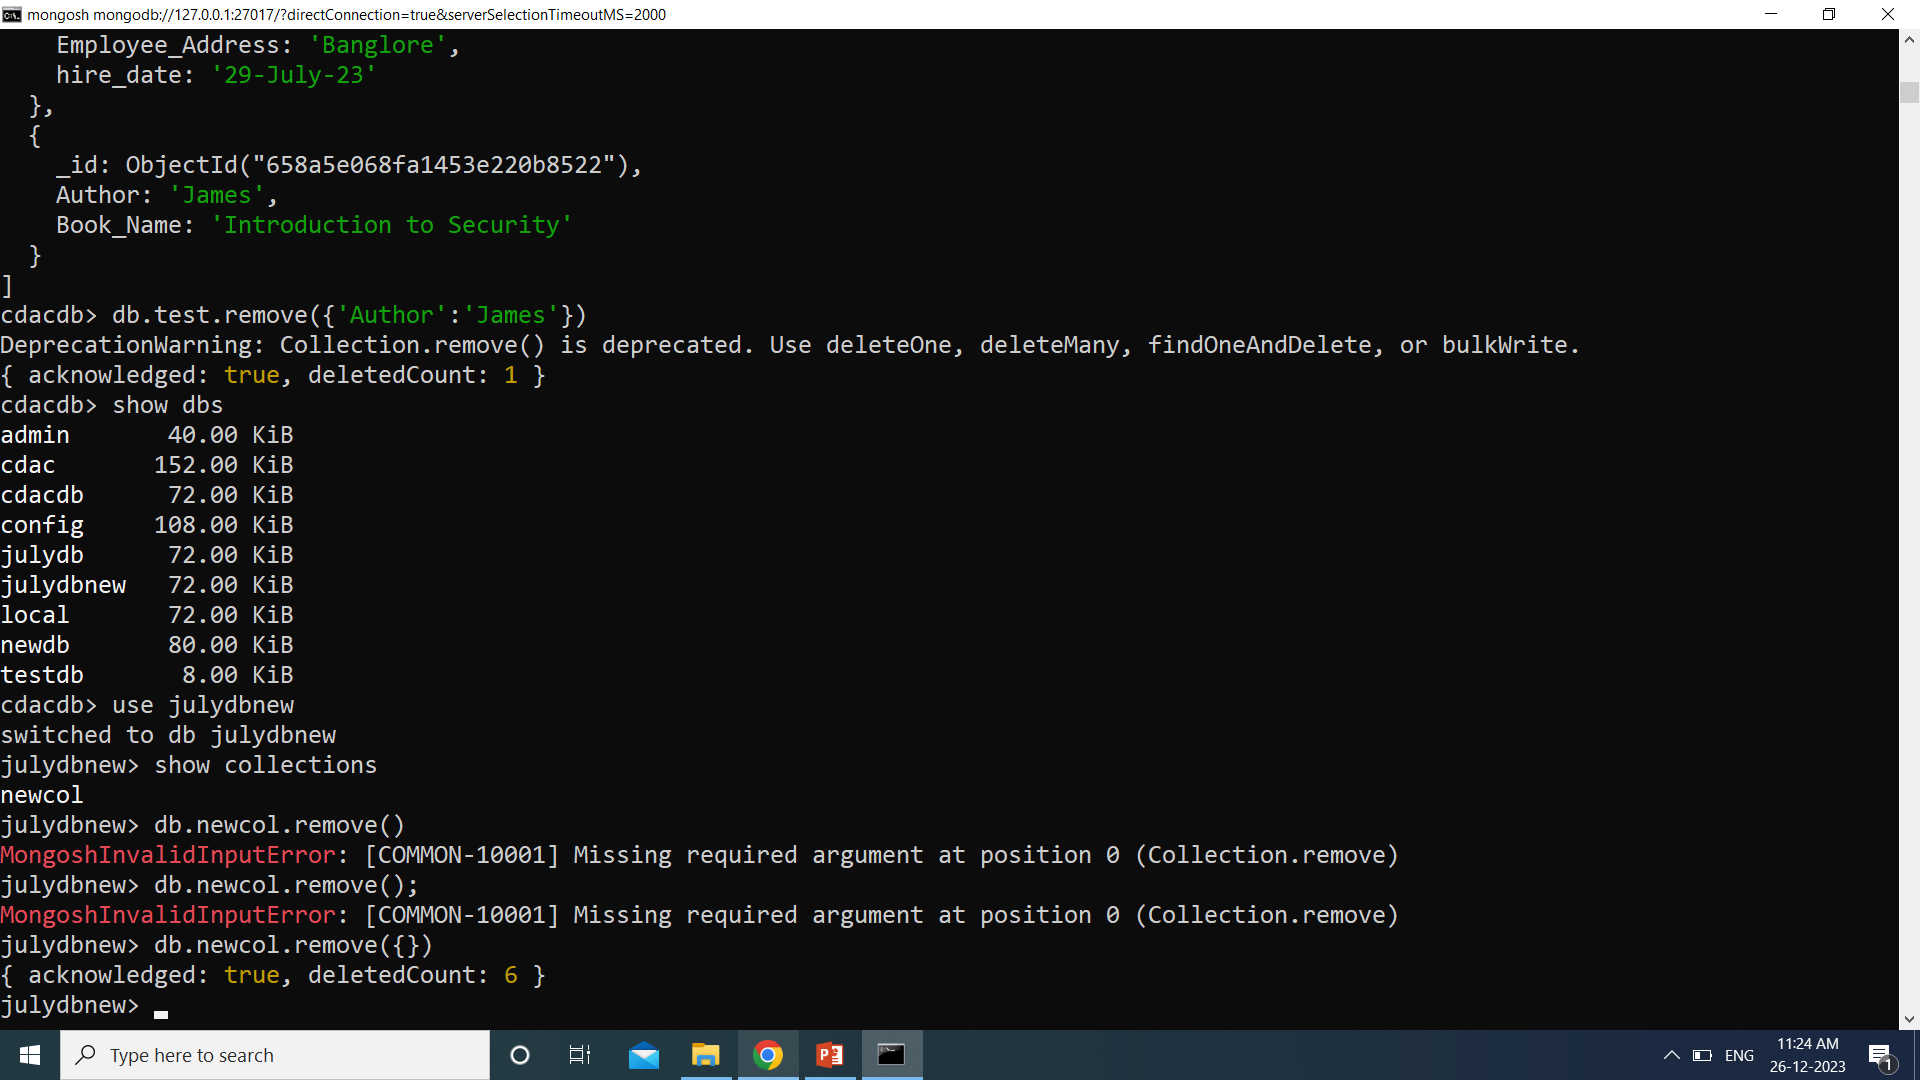 mongosh mongodb://127.0.0.1:27017/?directConnection=true&serverSelectionTimeoutMS=2000
    Employee_Address: 'Banglore',
    hire_date: '29-July-23'
  },
  {
    _id: ObjectId("658a5e068fa1453e220b8522"),
    Author: 'James',
    Book_Name: 'Introduction to Security'
  }
]
cdacdb> db.test.remove({'Author':'James'})
DeprecationWarning: Collection.remove() is deprecated. Use deleteOne, deleteMany, findOneAndDelete, or bulkWrite.
{ acknowledged: true, deletedCount: 1 }
cdacdb> show dbs
admin       40.00 KiB
cdac       152.00 KiB
cdacdb      72.00 KiB
config     108.00 KiB
julydb      72.00 KiB
julydbnew   72.00 KiB
local       72.00 KiB
newdb       80.00 KiB
testdb       8.00 KiB
cdacdb> use julydbnew
switched to db julydbnew
julydbnew> show collections
newcol
julydbnew> db.newcol.remove()
MongoshInvalidInputError: [COMMON-10001] Missing required argument at position 0 (Collection.remove)
julydbnew> db.newcol.remove();
MongoshInvalidInputError: [COMMON-10001] Missing required argument at position 0 (Collection.remove)
julydbnew> db.newcol.remove({})
{ acknowledged: true, deletedCount: 6 }
julydbnew>
Type here to search
ENG
11:24 AM
26-12-2023
1